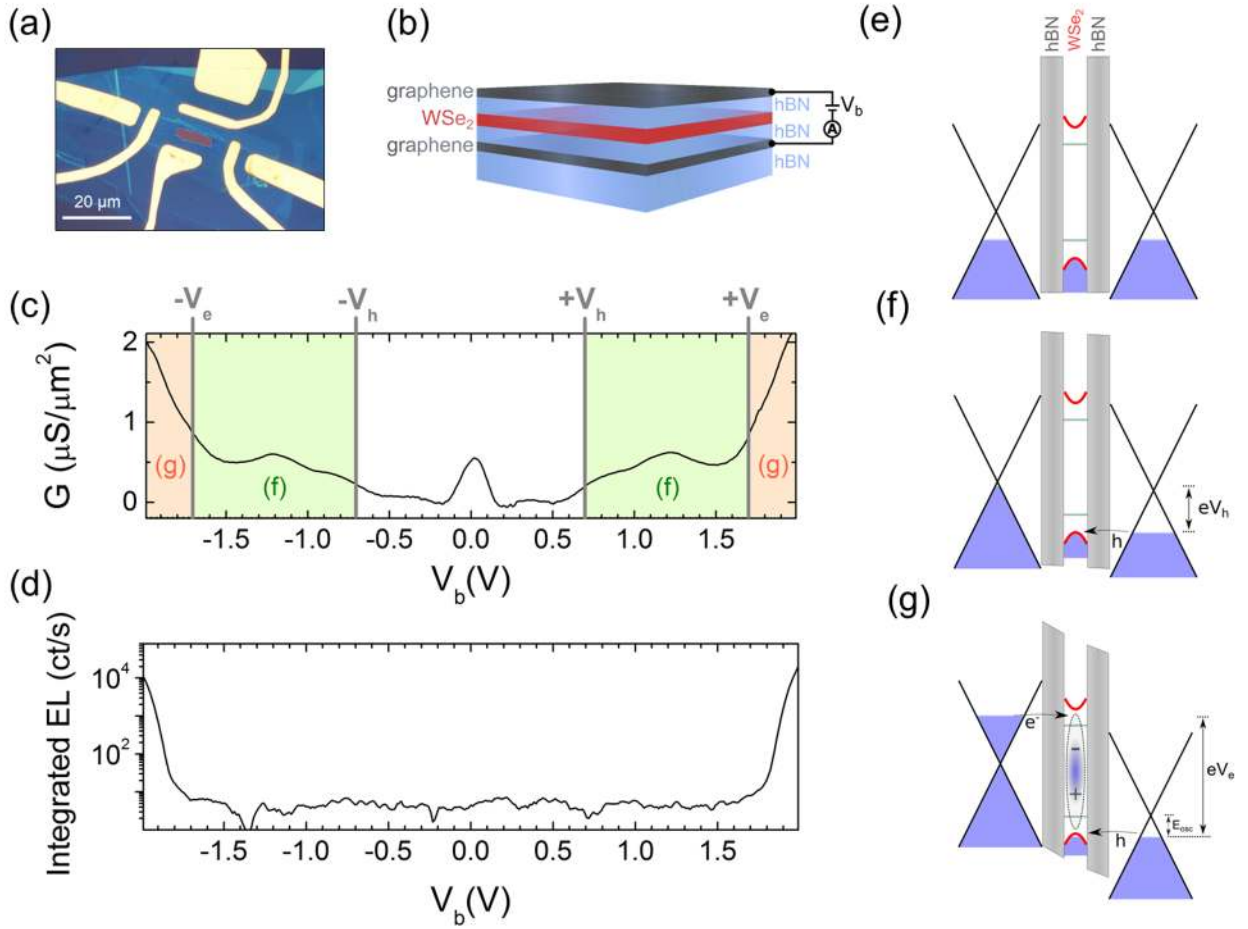 (a)
20 µm
(b)
graphene
WSe2
graphene
hBN
hBN
hBN
Vb
A
(c)
-Ve
-Vh
+Vh
+Ve
G (µS/µm²)
2
1
0
(g)
(f)
(f)
(g)
-1.5 -1.0 -0.5 0.0 0.5 1.0 1.5
Vb(V)
(d)
Integrated EL (ct/s)
10⁴
10²
-1.5 -1.0 -0.5 0.0 0.5 1.0 1.5
Vb(V)
(e)
hBN
WSe2
hBN
(f)
eVh
h
(g)
e-
-
+
eVe
Eosc
h